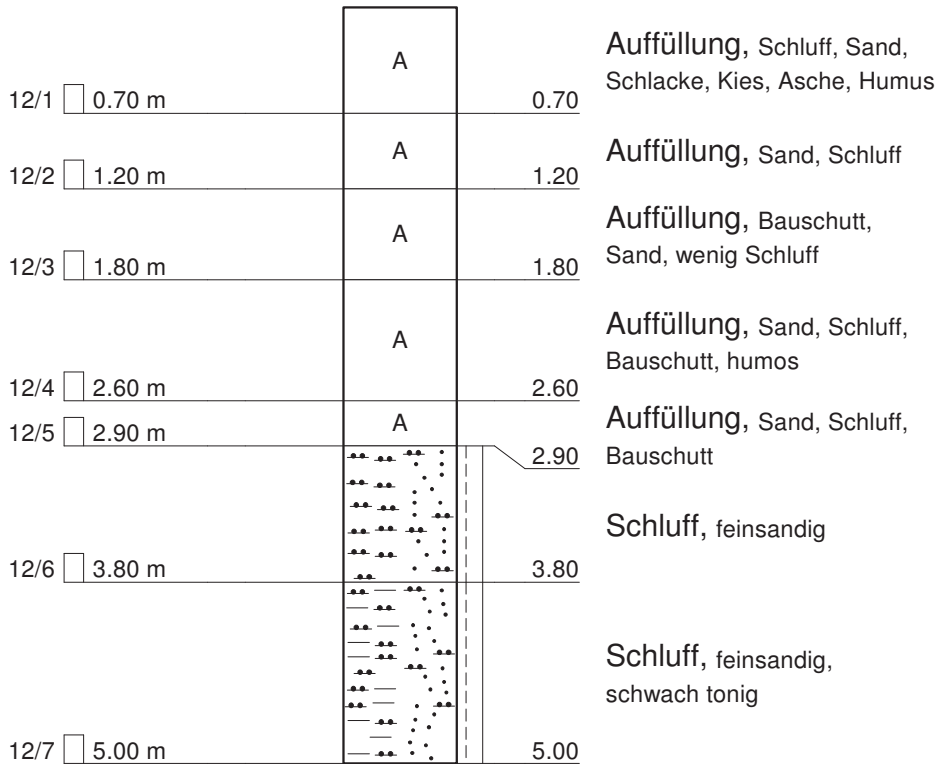 A
Auffüllung, Schluff, Sand,
Schlacke, Kies, Asche, Humus
12/1 0.70 m 0.70
A
Auffüllung, Sand, Schluff
12/2 1.20 m 1.20
A
Auffüllung, Bauschutt,
Sand, wenig Schluff
12/3 1.80 m 1.80
A
Auffüllung, Sand, Schluff,
Bauschutt, humos
12/4 2.60 m 2.60
A
Auffüllung, Sand, Schluff,
Bauschutt
12/5 2.90 m 2.90
Schluff, feinsandig
12/6 3.80 m 3.80
Schluff, feinsandig,
schwach tonig
12/7 5.00 m 5.00